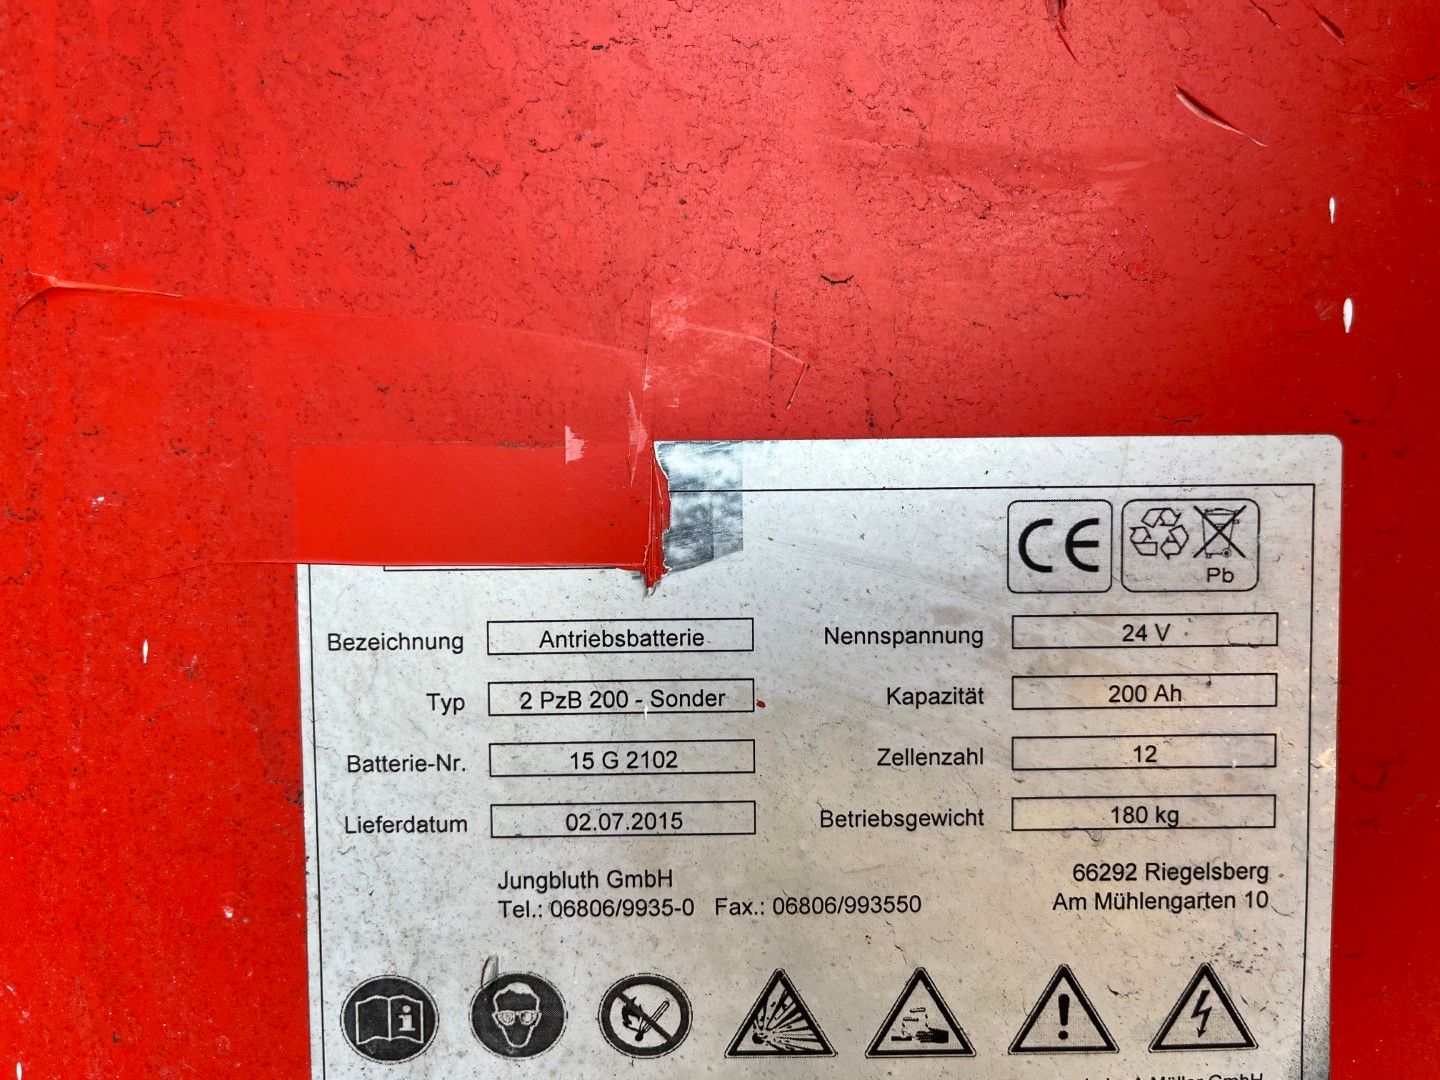 CE
Pb
Bezeichnung Antriebsbatterie Nennspannung 24 V
Typ 2 PzB 200 - Sonder Kapazität 200 Ah
Batterie-Nr. 15 G 2102 Zellenzahl 12
Lieferdatum 02.07.2015 Betriebsgewicht 180 kg
Jungbluth GmbH 66292 Riegelsberg
Tel.: 06806/9935-0 Fax.: 06806/993550 Am Mühlengarten 10
A.Müller GmbH